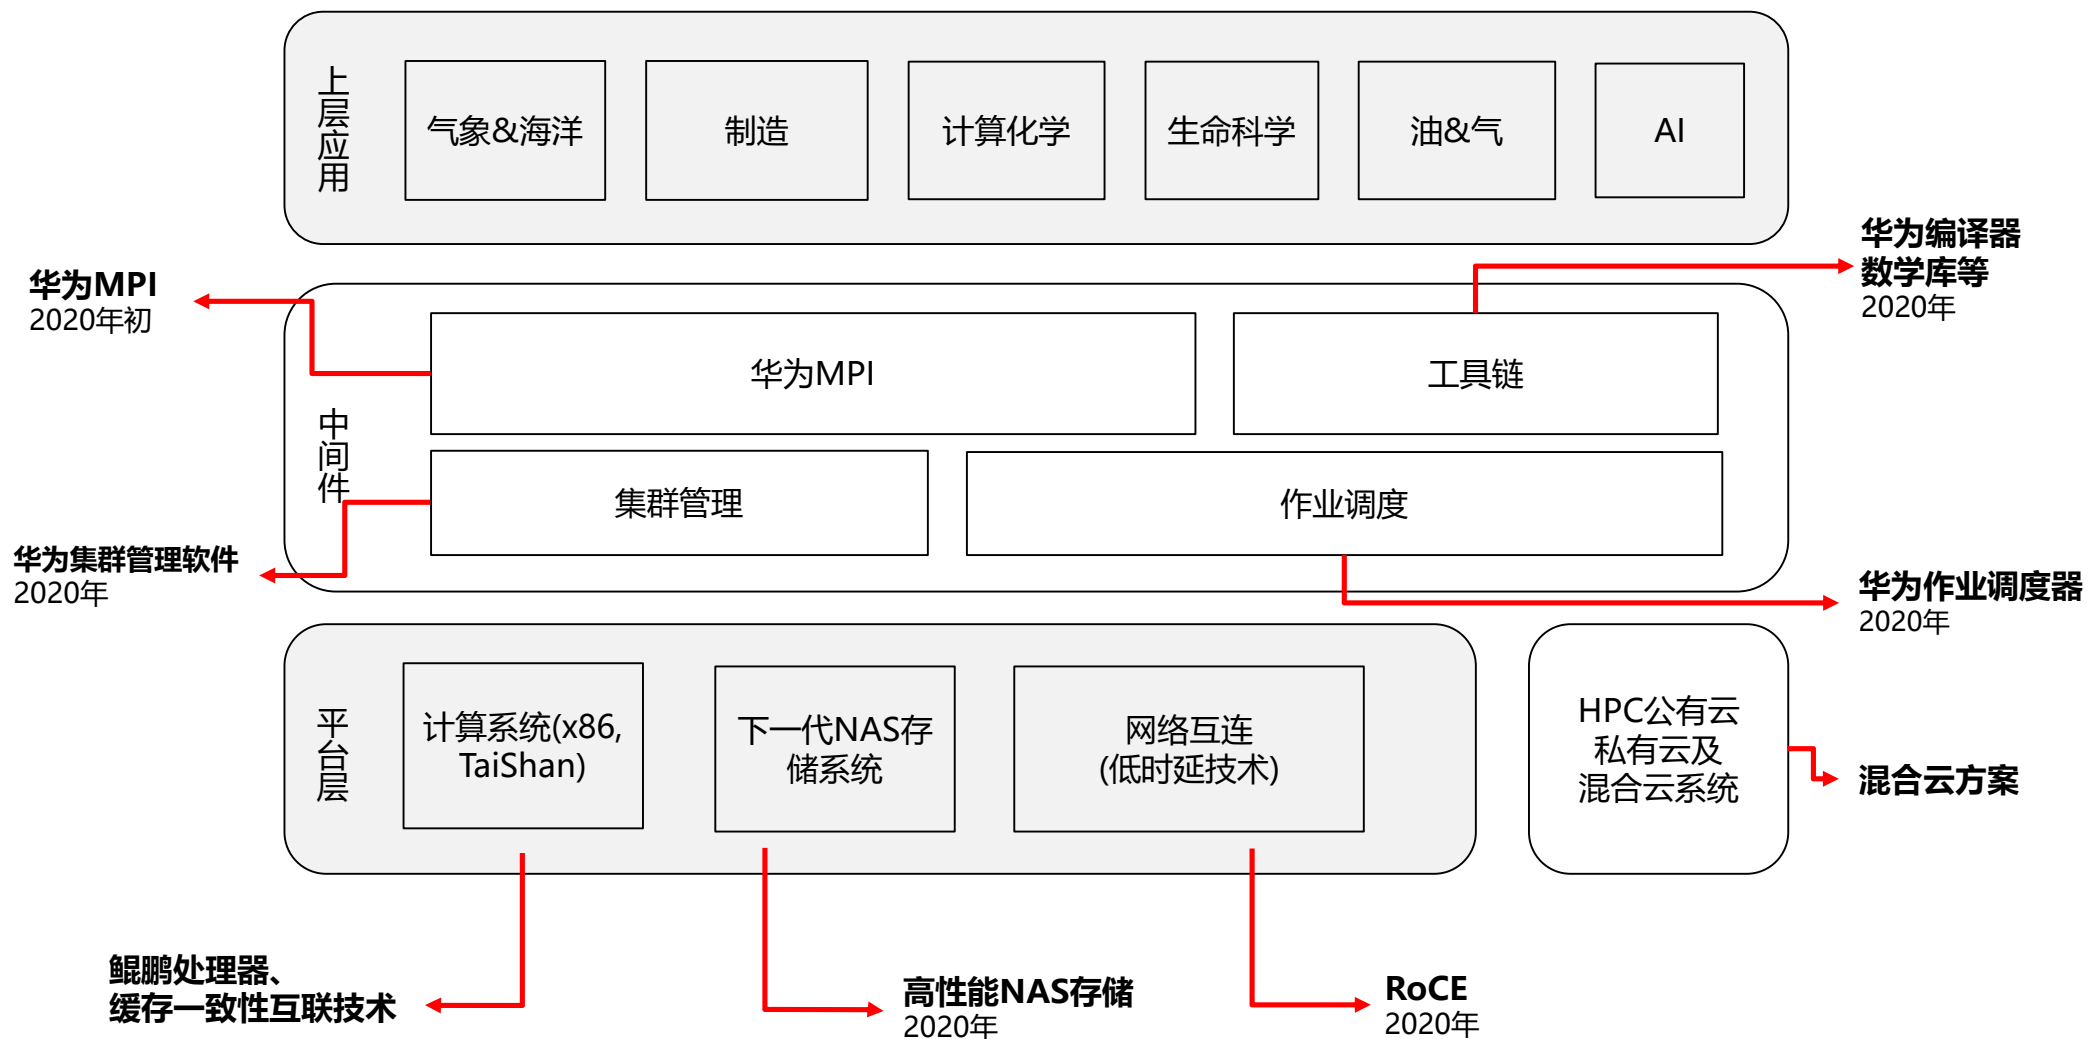 上层应用
气象&海洋
制造
计算化学
生命科学
油&气
AI
华为编译器
数学库等
2020年
华为MPI
2020年初
华为MPI
工具链
中间件
集群管理
作业调度
华为集群管理软件
2020年
华为作业调度器
2020年
平台层
计算系统(x86,
TaiShan)
下一代NAS存
储系统
网络互连
(低时延技术)
HPC公有云
私有云及
混合云系统
混合云方案
鲲鹏处理器、
缓存一致性互联技术
高性能NAS存储
2020年
RoCE
2020年